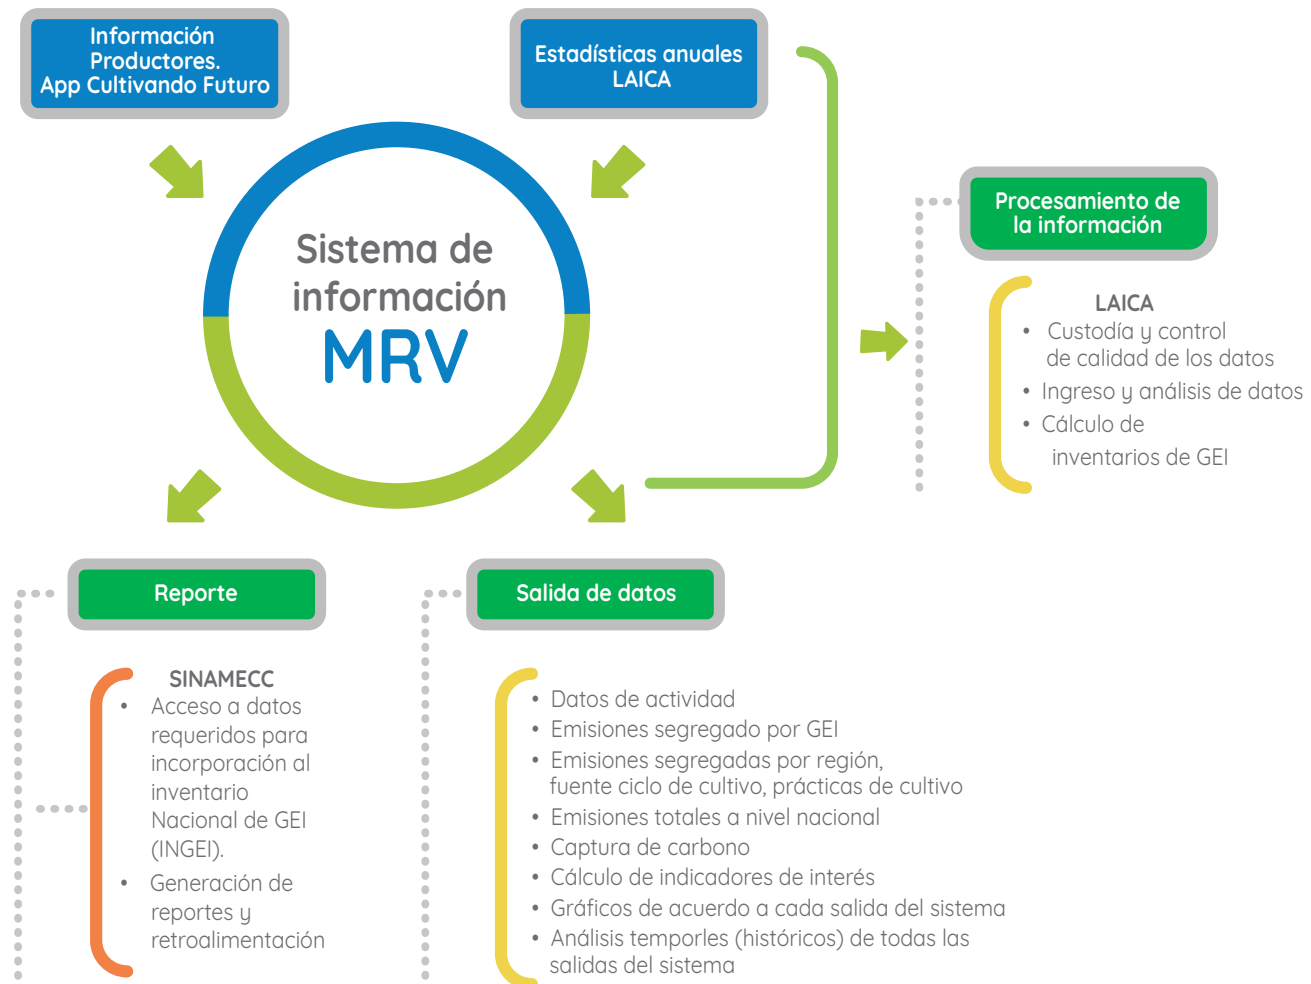 Información
Productores.
App Cultivando Futuro
Estadísticas anuales
LAICA
Sistema de
información
MRV
Procesamiento de
la información
LAICA
• Custodía y control
de calidad de los datos
• Ingreso y análisis de datos
• Cálculo de
inventarios de GEI
Reporte
SINAMECC
• Acceso a datos
requeridos para
incorporación al
inventario
Nacional de GEI
(INGEI).
• Generación de
reportes y
retroalimentación
Salida de datos
• Datos de actividad
• Emisiones segregado por GEI
• Emisiones segregadas por región,
fuente ciclo de cultivo, prácticas de cultivo
• Emisiones totales a nivel nacional
• Captura de carbono
• Cálculo de indicadores de interés
• Gráficos de acuerdo a cada salida del sistema
• Análisis temporles (históricos) de todas las
salidas del sistema